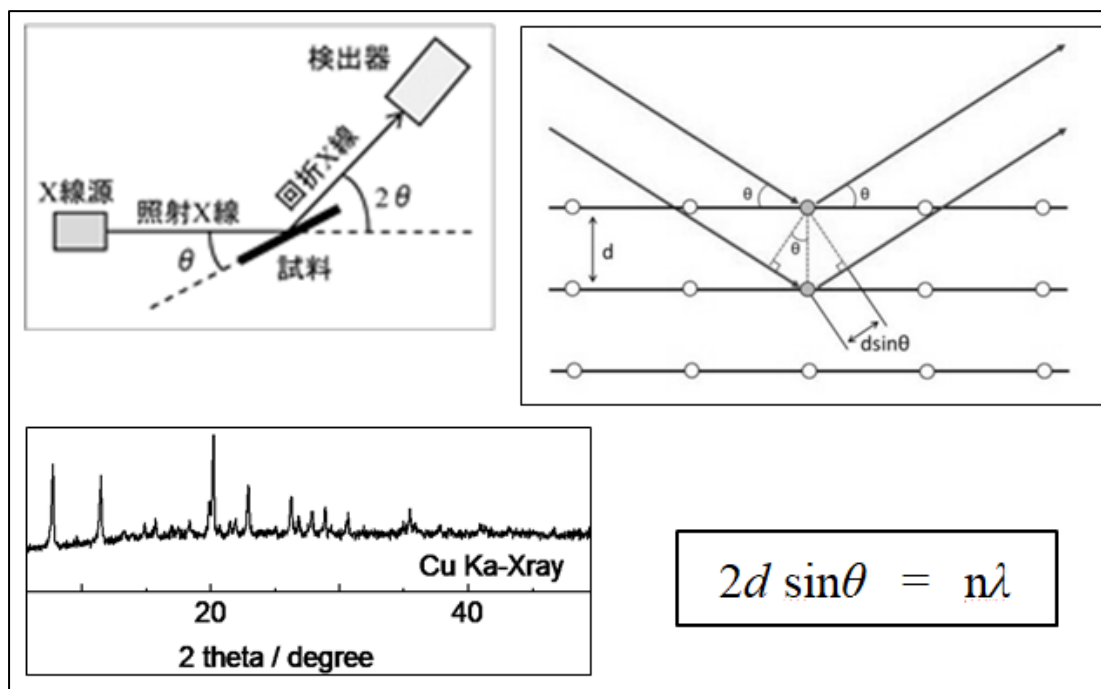 検出器
回折X線
2θ
X線源
照射X線
θ
試料
θ
θ
d
θ
dsinθ
Cu Ka-Xray
20
40
2 theta / degree
2d sinθ = nλ